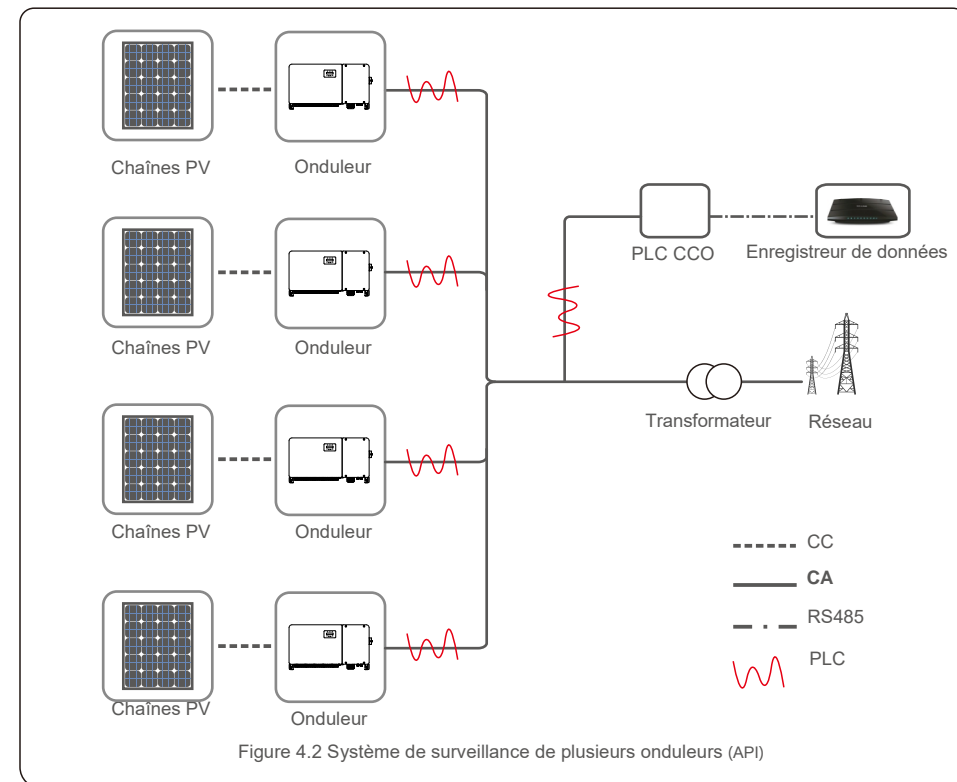 Chaînes PV
Onduleur
PLC CCO
Enregistreur de données
Chaînes PV
Onduleur
Transformateur
Réseau
Chaînes PV
Onduleur
CC
CA
RS485
PLC
Chaînes PV
Onduleur
Figure 4.2 Système de surveillance de plusieurs onduleurs (API)